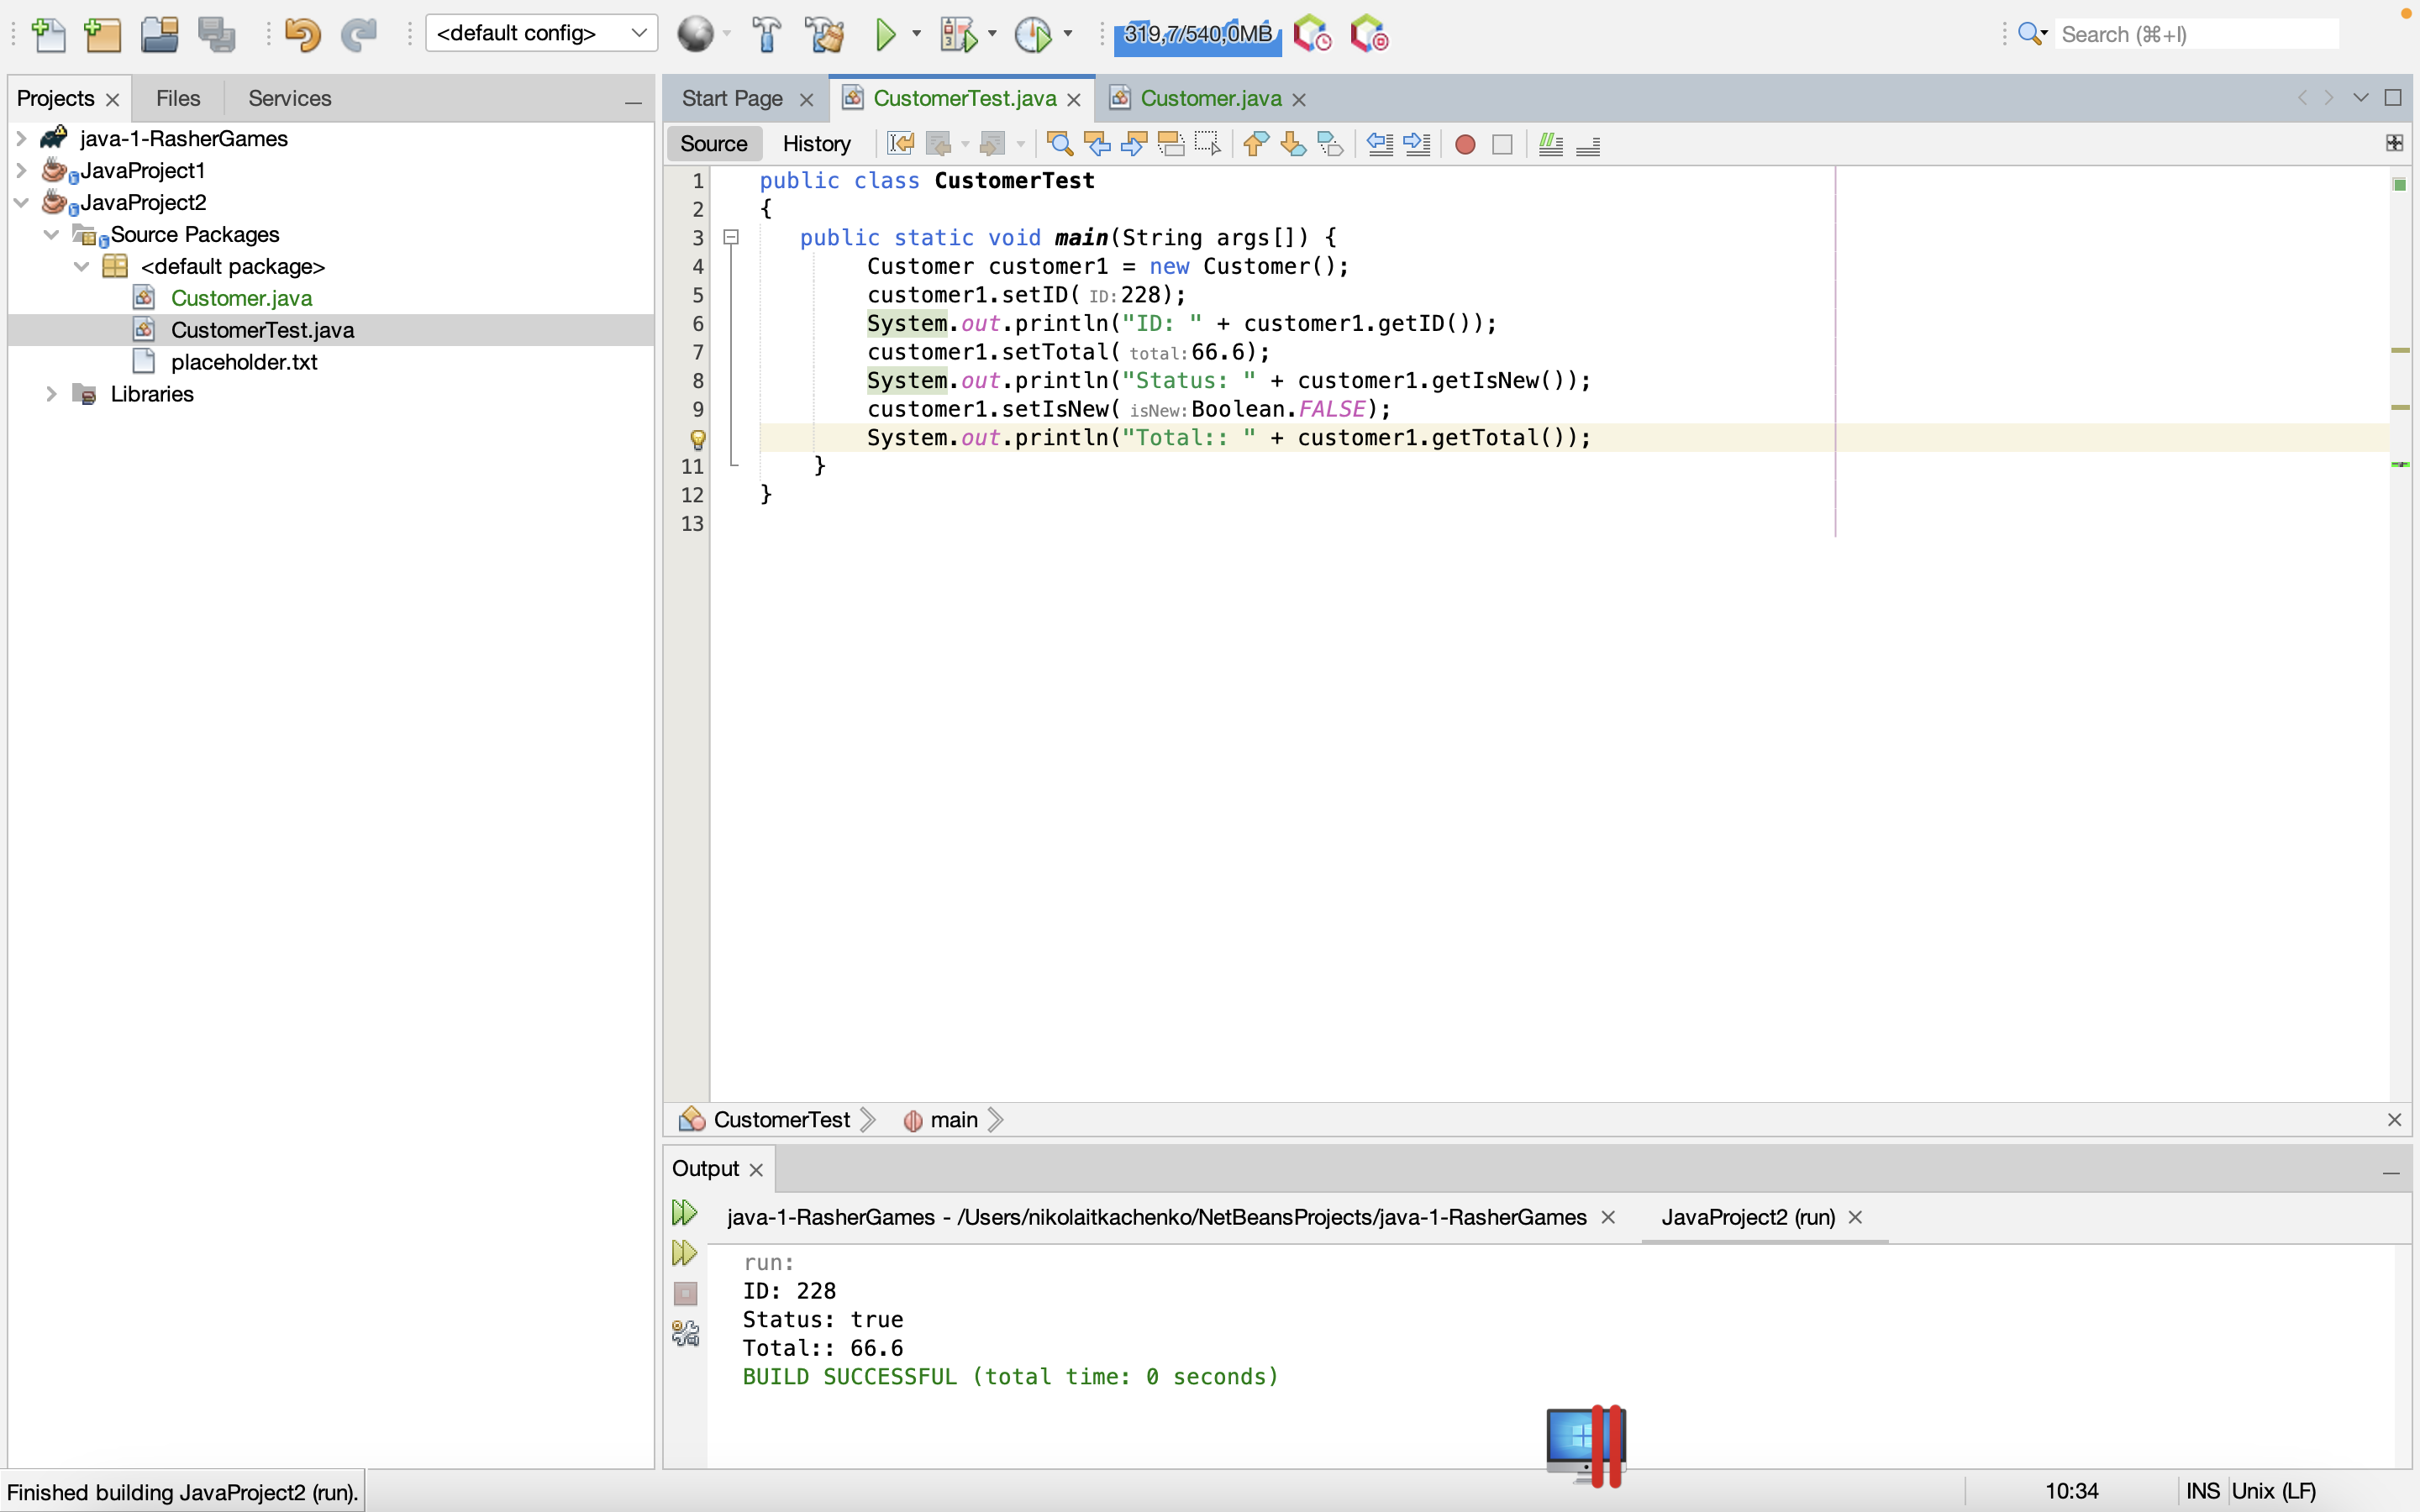 <default config>
319,7/540,0MB
Search (⌘+I)
Projects
Files
Services
java-1-RasherGames
JavaProject1
JavaProject2
Source Packages
<default package>
Customer.java
CustomerTest.java
placeholder.txt
Libraries
Start Page
CustomerTest.java
Customer.java
Source
History
1 public class CustomerTest
2 {
3 public static void main(String args[]) {
4 Customer customer1 = new Customer();
5 customer1.setID( ID: 228);
6 System.out.println("ID: " + customer1.getID());
7 customer1.setTotal( total: 66.6);
8 System.out.println("Status: " + customer1.getIsNew());
9 customer1.setIsNew( isNew: Boolean.FALSE);
System.out.println("Total:: " + customer1.getTotal());
11 }
12 }
13
CustomerTest
main
Output
java-1-RasherGames - /Users/nikolaitkachenko/NetBeansProjects/java-1-RasherGames
JavaProject2 (run)
run:
ID: 228
Status: true
Total:: 66.6
BUILD SUCCESSFUL (total time: 0 seconds)
Finished building JavaProject2 (run).
10:34
INS
Unix (LF)